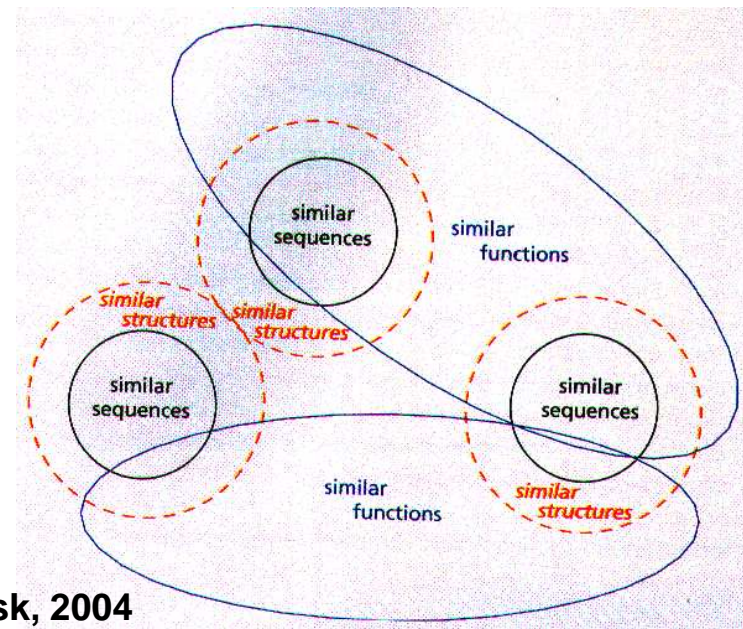 similar
sequences
similar
functions
similar
structures
similar
structures
similar
sequences
similar
sequences
similar
functions
similar
structures
sk, 2004